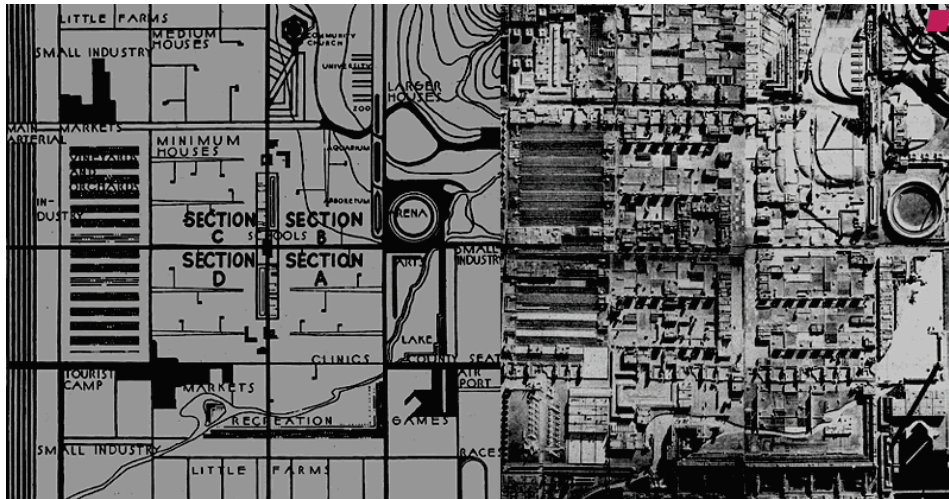 LITTLE FARMS
MEDIUM
HOUSES
SMALL INDUSTRY
COMMUNITY
CHURCH
UNIVERSITY
ZOO
LARGER
HOUSES
MAIN
ARTERIAL
MARKETS
MINIMUM
HOUSES
AQUARIUM
VINEYARDS
AND
ORCHARDS
IN-
DUSTRY
ARBORETUM
ARENA
SECTION
C
SECTION
B
SCHOOLS
SECTION
D
SECTION
A
ARTS
SMALL
INDUSTRY
LAKE
CLINICS
COUNTY SEAT
TOURIST
CAMP
MARKETS
AIR
PORT
RECREATION
GAMES
SMALL INDUSTRY
RACES
LITTLE FARMS